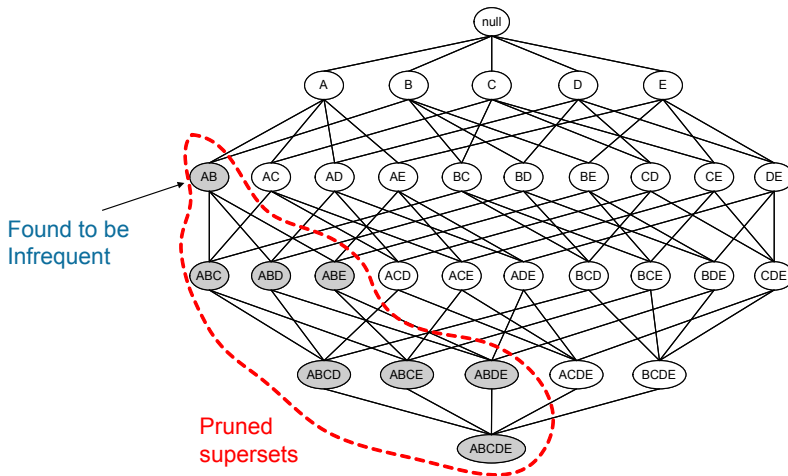 null
A B C D E
AB AC AD AE BC BD BE CD CE DE
Found to be
Infrequent
ABC ABD ABE ACD ACE ADE BCD BCE BDE CDE
ABCD ABCE ABDE ACDE BCDE
Pruned
supersets
ABCDE